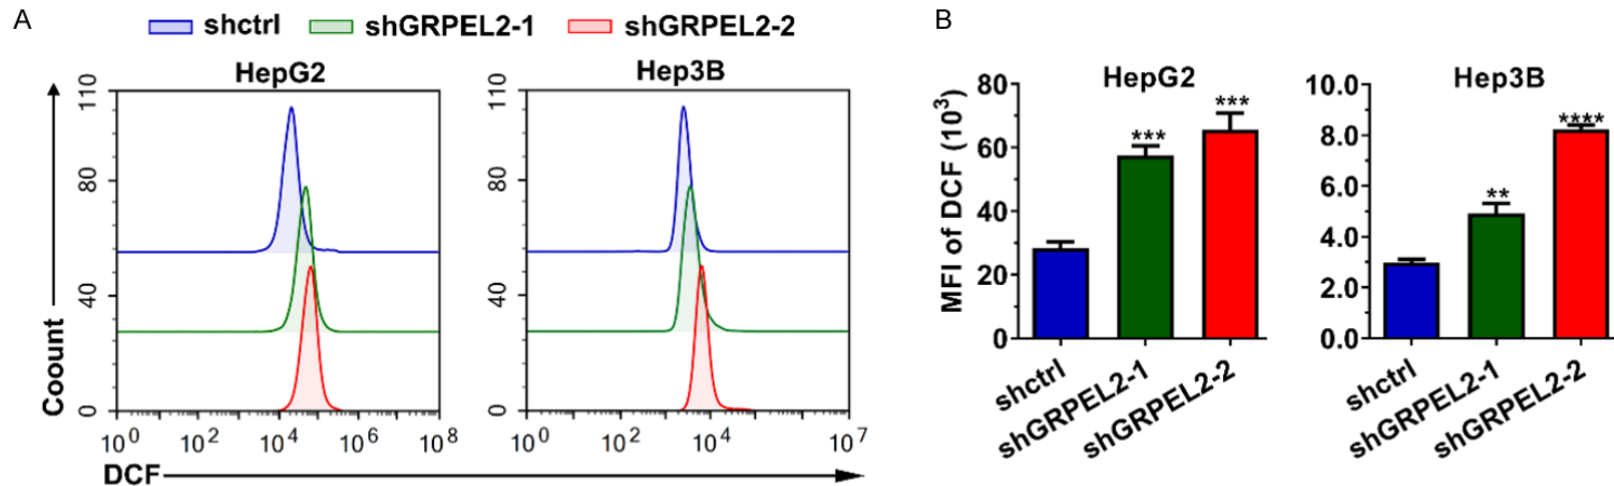 A
shctrl shGRPEL2-1 shGRPEL2-2
HepG2
110
80
40
0
10^0 10^2 10^4 10^6 10^8
Coount
Hep3B
110
80
40
0
10^0 10^2 10^4 10^7
DCF
B
HepG2
MFI of DCF (10^3)
80
60
40
20
0
***
***
shctrl
shGRPEL2-1
shGRPEL2-2
Hep3B
10.0
8.0
6.0
4.0
2.0
0.0
**
****
shctrl
shGRPEL2-1
shGRPEL2-2